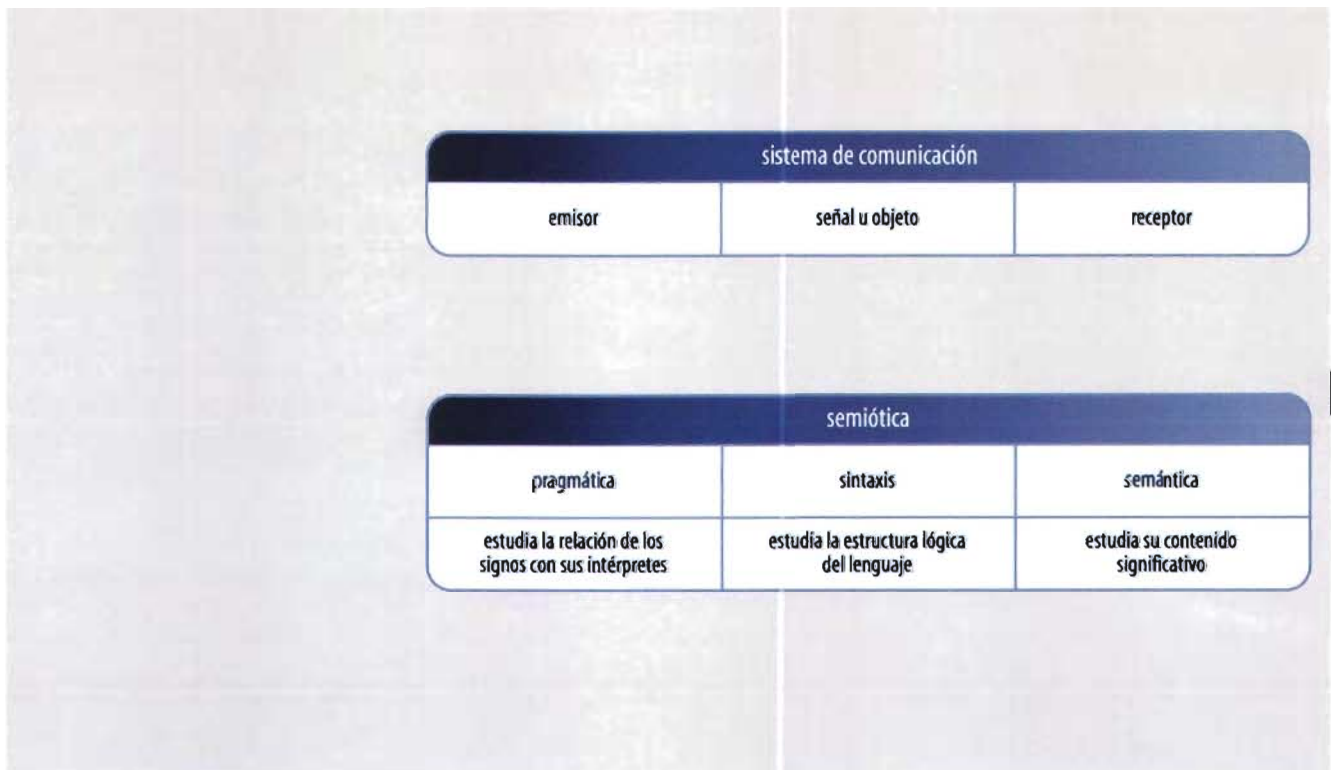 sistema de comunicación
emisor
señal u objeto
receptor
semiótica
pragmática
sintaxis
semántica
estudia la relación de los
signos con sus intérpretes
estudia la estructura lógica
del lenguaje
estudia su contenido
significativo